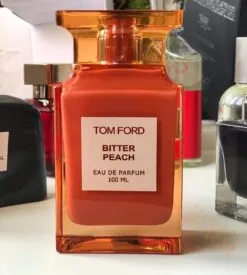 TOM FORD
BITTER
PEACH
EAU DE PARFUM
100 ML